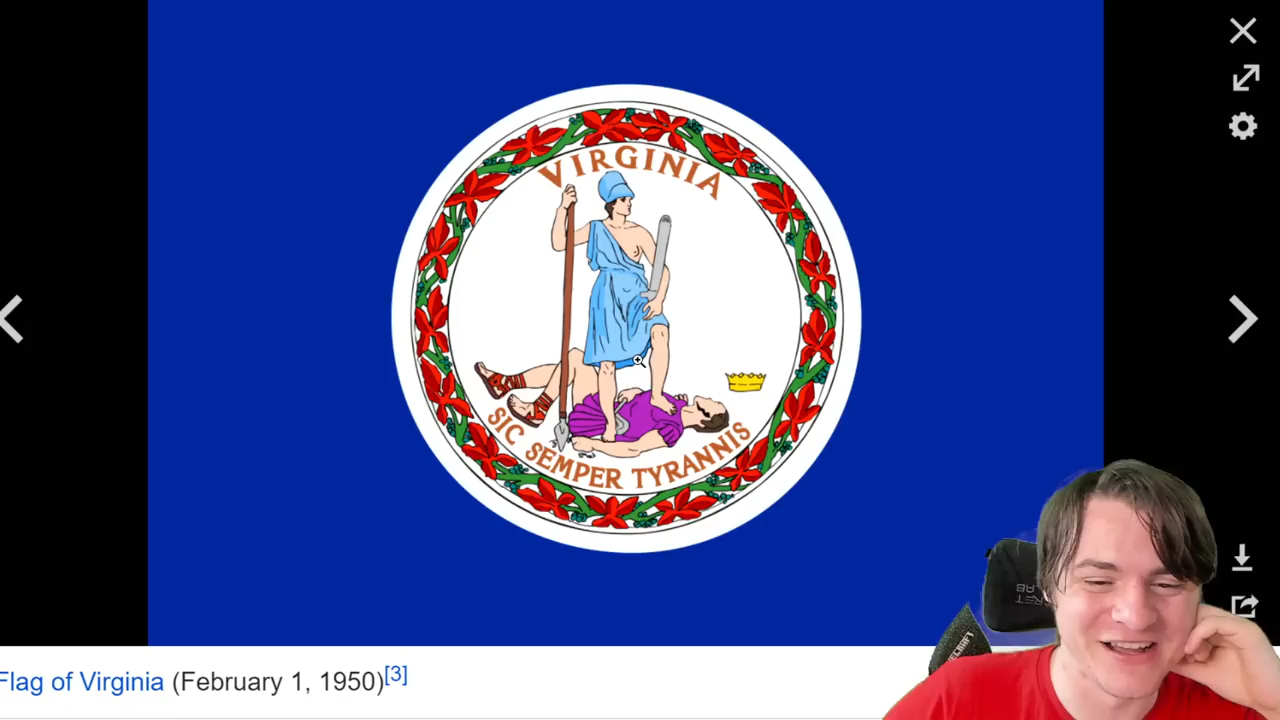 VIRGINIA
SIC SEMPER TYRANNIS
Flag of Virginia (February 1, 1950)[3]